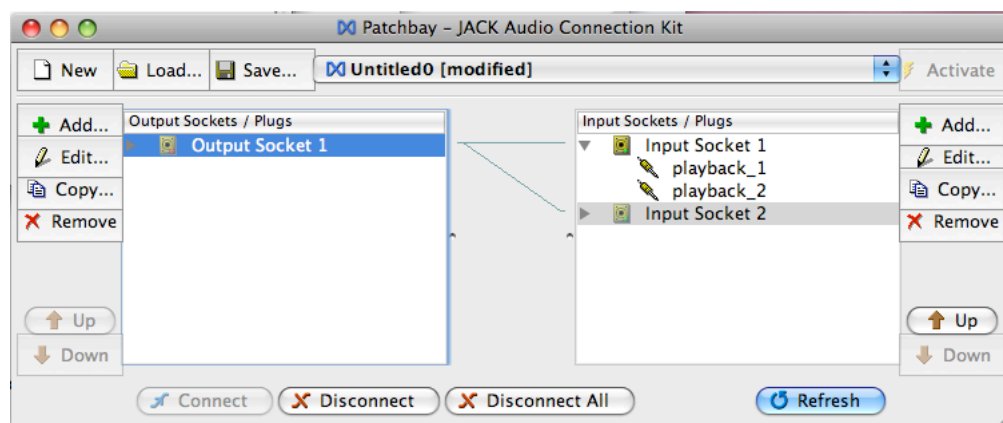 Patchbay – JACK Audio Connection Kit
New Load... Save... Untitled0 [modified] Activate
Add... Output Sockets / Plugs Input Sockets / Plugs Add...
Output Socket 1 Input Socket 1
Edit... playback_1 Edit...
Copy... playback_2 Copy...
Remove Input Socket 2 Remove
Up Up
Down Down
Connect Disconnect Disconnect All Refresh